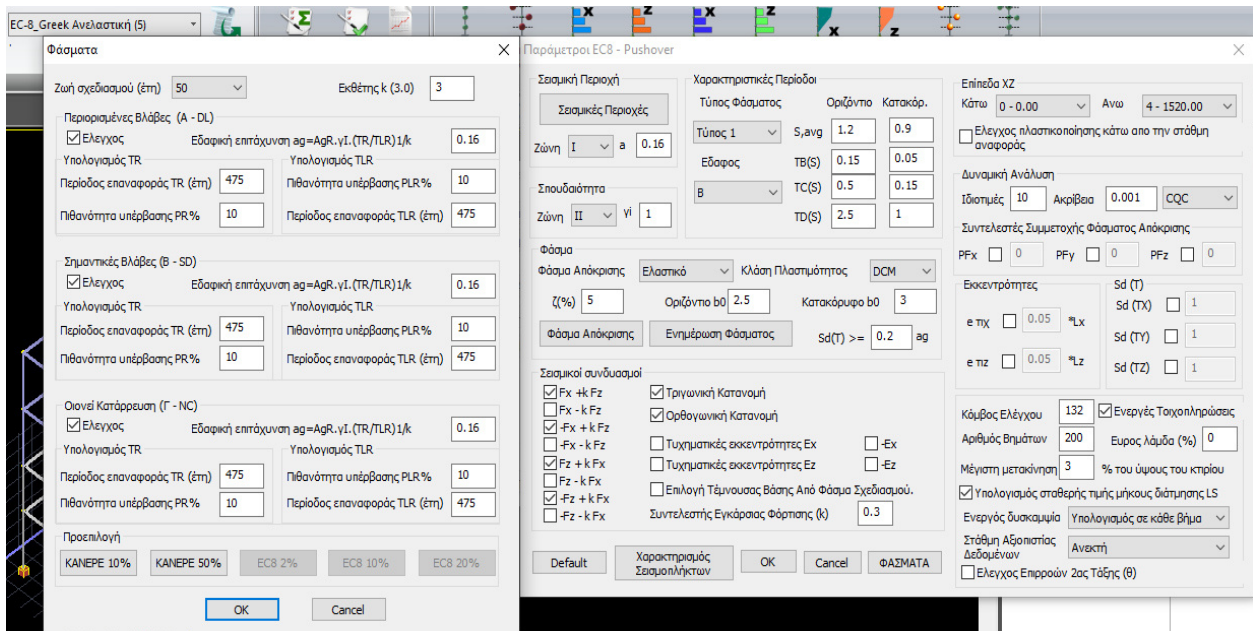 EC-8_Greek Ανελαστική (5)
x z x z x z
Φάσματα
Ζωή σχεδιασμού (έτη) 50 Εκθέτης k (3.0) 3
Περιορισμένες Βλάβες (Α - DL)
Ελεγχος Εδαφική επιτάχυνση ag=AgR.γI.(TR/TLR)1/k 0.16
Υπολογισμός TR Υπολογισμός TLR
Περίοδος επαναφοράς TR (έτη) 475 Πιθανότητα υπέρβασης PLR% 10
Πιθανότητα υπέρβασης PR% 10 Περίοδος επαναφοράς TLR (έτη) 475
Σημαντικές Βλάβες (Β - SD)
Ελεγχος Εδαφική επιτάχυνση ag=AgR.γI.(TR/TLR)1/k 0.16
Υπολογισμός TR Υπολογισμός TLR
Περίοδος επαναφοράς TR (έτη) 475 Πιθανότητα υπέρβασης PLR% 10
Πιθανότητα υπέρβασης PR% 10 Περίοδος επαναφοράς TLR (έτη) 475
Οιονεί Κατάρρευση (Γ - NC)
Ελεγχος Εδαφική επιτάχυνση ag=AgR.γI.(TR/TLR)1/k 0.16
Υπολογισμός TR Υπολογισμός TLR
Περίοδος επαναφοράς TR (έτη) 475 Πιθανότητα υπέρβασης PLR% 10
Πιθανότητα υπέρβασης PR% 10 Περίοδος επαναφοράς TLR (έτη) 475
Προεπιλογή
ΚΑΝΕΡΕ 10% ΚΑΝΕΡΕ 50% EC8 2% EC8 10% EC8 20%
OK Cancel
Παράμετροι EC8 - Pushover
Σεισμική Περιοχή
Σεισμικές Περιοχές
Ζώνη I a 0.16
Σπουδαιότητα
Ζώνη II γi 1
Χαρακτηριστικές Περίοδοι
Τύπος Φάσματος Οριζόντιο Κατακόρ.
Τύπος 1 S,avg 1.2 0.9
Εδαφος TB(S) 0.15 0.05
B TC(S) 0.5 0.15
TD(S) 2.5 1
Φάσμα
Φάσμα Απόκρισης Ελαστικό Κλάση Πλαστιμότητος DCM
ζ(%) 5 Οριζόντιο b0 2.5 Κατακόρυφο b0 3
Φάσμα Απόκρισης Ενημέρωση Φάσματος Sd(T) >= 0.2 ag
Σεισμικοί συνδυασμοί
Fx +k Fz
Fx - k Fz
-Fx + k Fz
-Fx - k Fz
Fz + k Fx
Fz - k Fx
-Fz + k Fx
-Fz - k Fx
Τριγωνική Κατανομή
Ορθογωνική Κατανομή
Τυχηματικές εκκεντρότητες Ex -Ex
Τυχηματικές εκκεντρότητες Ez -Ez
Επιλογή Τέμνουσας Βάσης Από Φάσμα Σχεδιασμού.
Συντελεστής Εγκάρσιας Φόρτισης (k) 0.3
Default Χαρακτηρισμός Σεισμοπλήκτων OK Cancel ΦΑΣΜΑΤΑ
Επίπεδα XZ
Κάτω 0 - 0.00 Ανω 4 - 1520.00
Ελεγχος πλαστικοποίησης κάτω απο την στάθμη
αναφοράς
Δυναμική Ανάλυση
Ιδιοτιμές 10 Ακρίβεια 0.001 CQC
Συντελεστές Συμμετοχής Φάσματος Απόκρισης
PFx 0 PFy 0 PFz 0
Εκκεντρότητες
e πχ 0.05 *Lx
e πz 0.05 *Lz
Sd (T)
Sd (TX) 1
Sd (TY) 1
Sd (TZ) 1
Κόμβος Ελέγχου 132 Ενεργές Τοιχοπληρώσεις
Αριθμός Βημάτων 200 Ευρος λάμδα (%) 0
Μέγιστη μετακίνηση 3 % του ύψους του κτιρίου
Υπολογισμός σταθερής τιμής μήκους διάτμησης LS
Ενεργός δυσκαμψία Υπολογισμός σε κάθε βήμα
Στάθμη Αξιοπιστίας
Δεδομένων Ανεκτή
Ελεγχος Επιρροών 2ας Τάξης (θ)